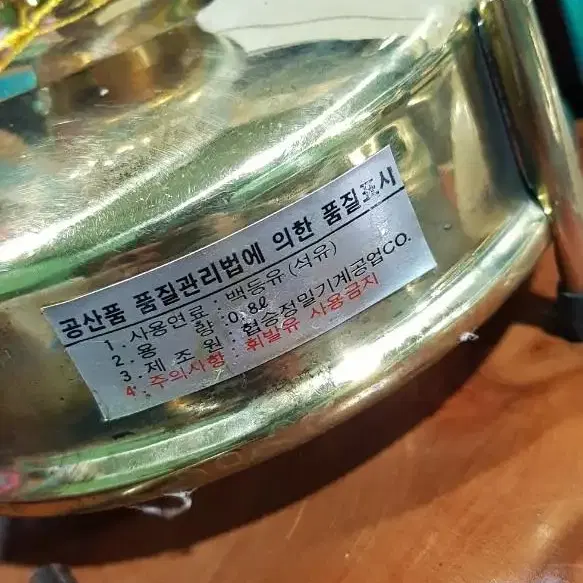 공산품 품질관리법에 의한 품질표시
1. 사용연료 : 백등유 (석유)
2. 용 량 : 0.8ℓ
3. 제 조 원 : 협승정밀기계공업CO.
4. 주의사항 : 휘발유 사용금지